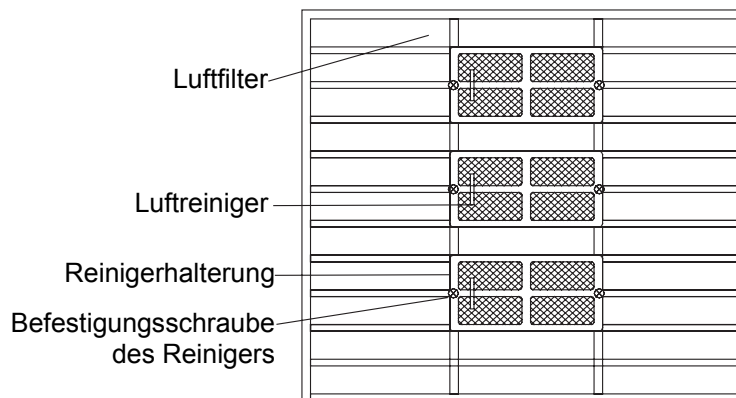 Luftfilter
Luftreiniger
Reinigerhalterung
Befestigungsschraube
des Reinigers